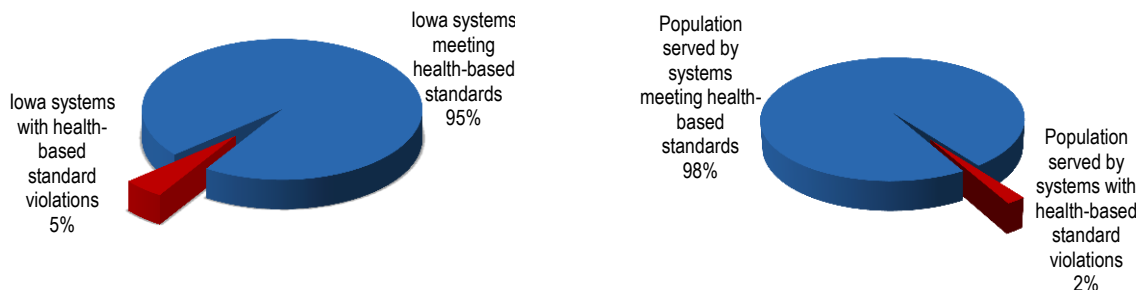 Iowa systems
meeting
health-based
standards
95%
Iowa systems
with health-
based
standard
violations
5%
Population
served by
systems
meeting health-
based
standards
98%
Population
served by
systems with
health-based
standard
violations
2%